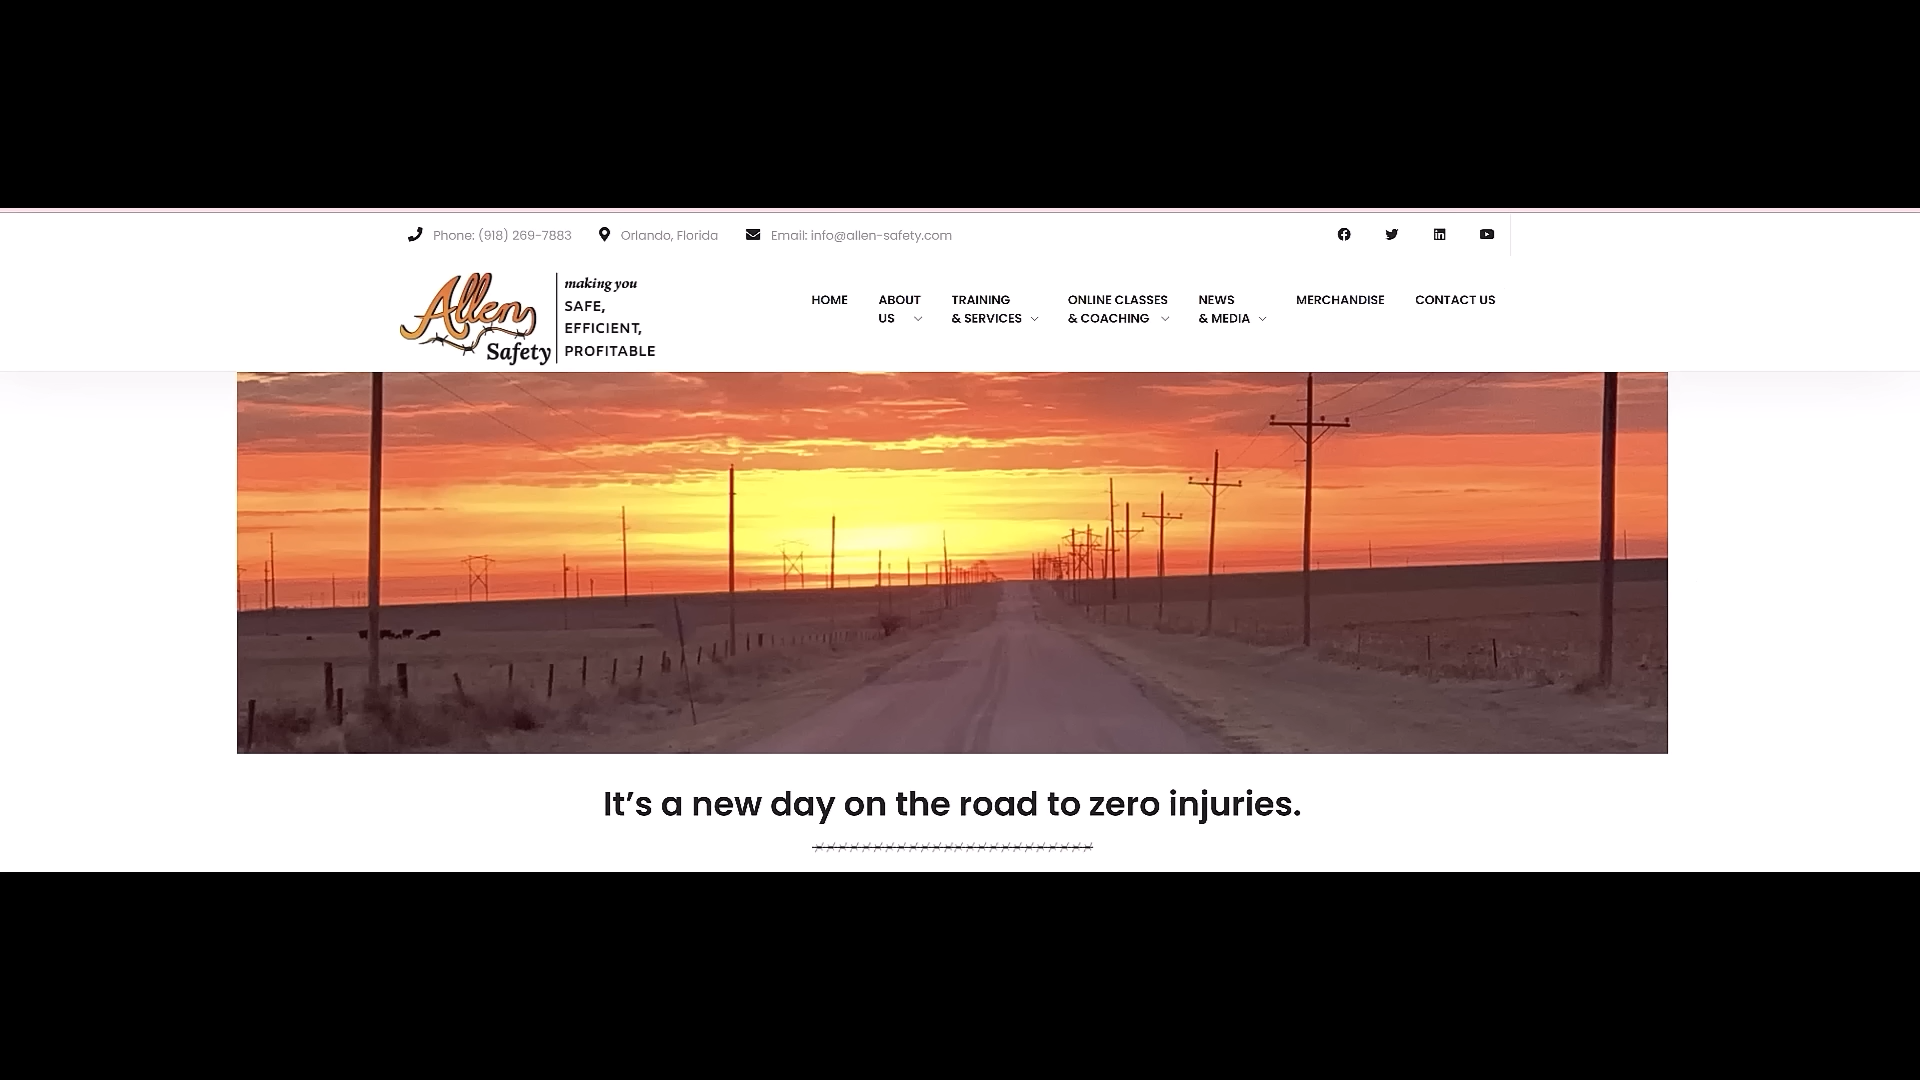 Phone: (918) 269-7883 Orlando, Florida Email: info@allen-safety.com
Allen Safety
making you
SAFE,
EFFICIENT,
PROFITABLE
HOME
ABOUT
US
TRAINING
& SERVICES
ONLINE CLASSES
& COACHING
NEWS
& MEDIA
MERCHANDISE
CONTACT US
It’s a new day on the road to zero injuries.